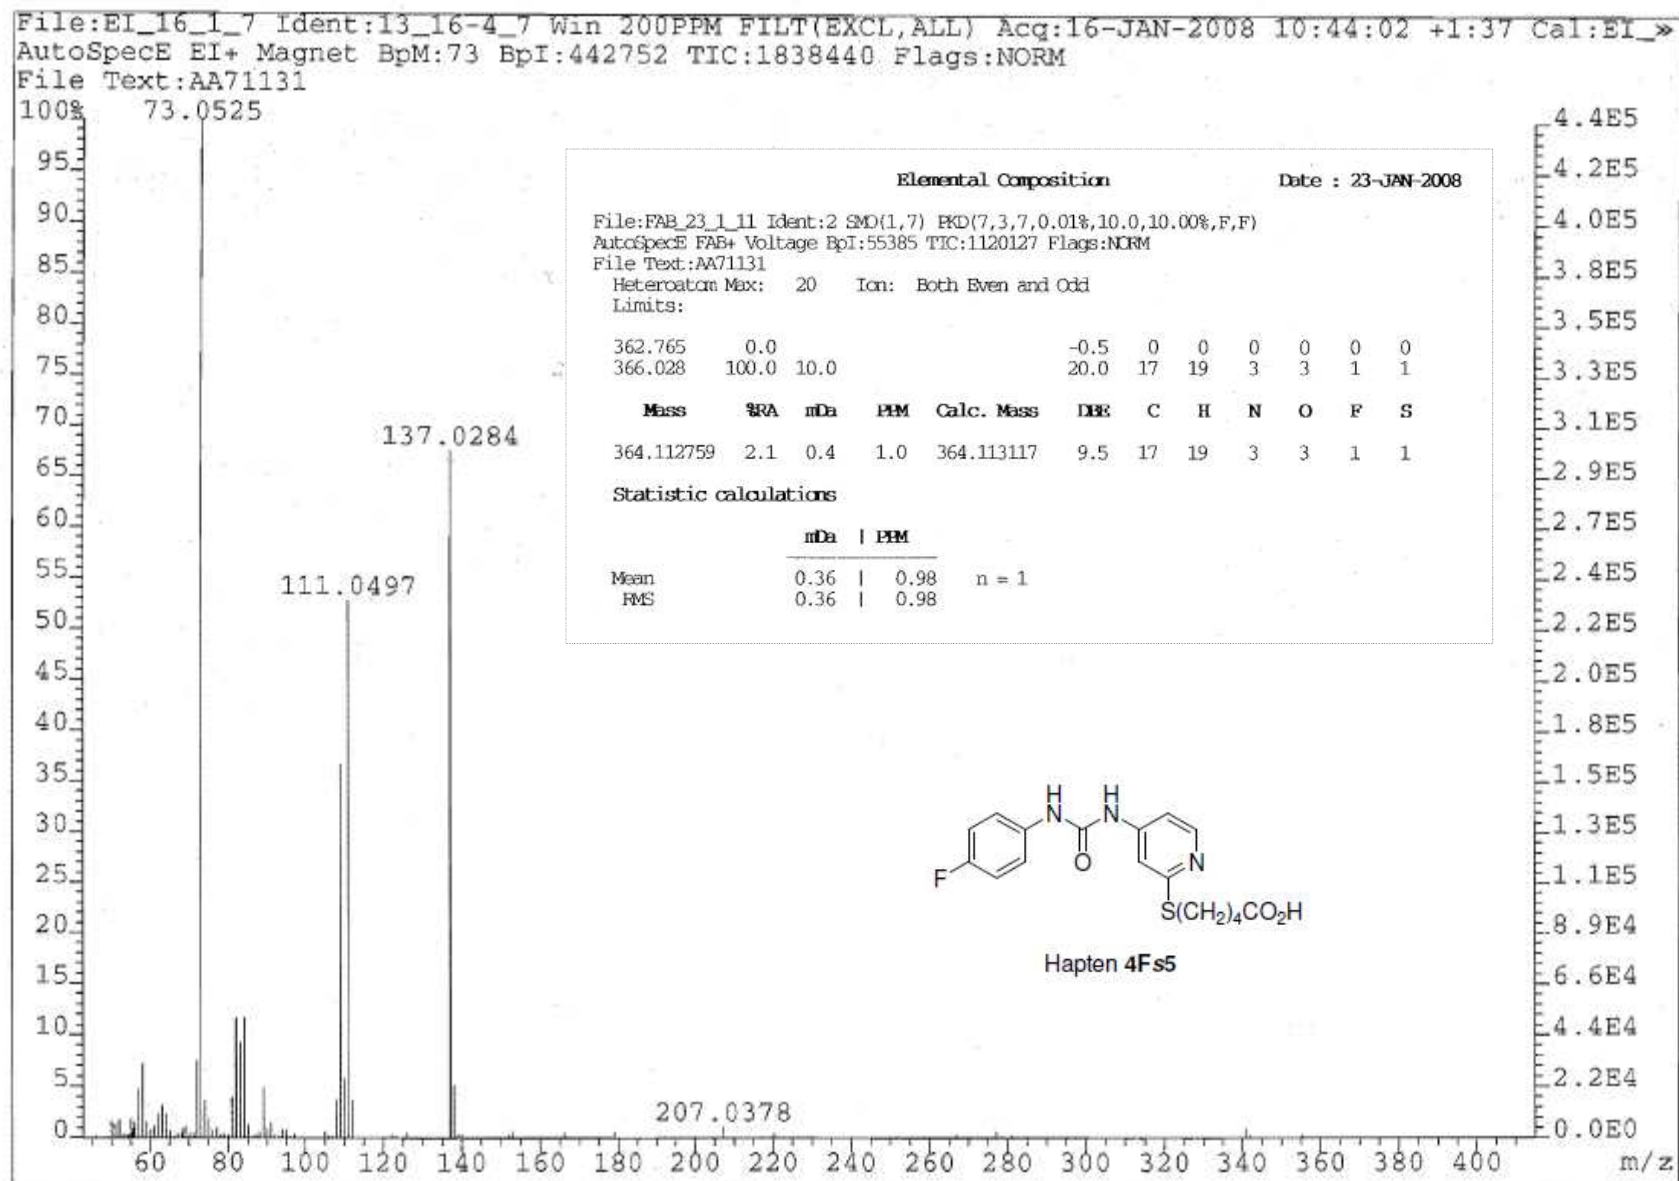 File:EI_16_1_7 Ident:13_16-4_7 Win 200PPM FILT(EXCL,ALL) Acq:16-JAN-2008 10:44:02 +1:37 Cal:EI_»
AutoSpecE EI+ Magnet BpM:73 BpI:442752 TIC:1838440 Flags:NORM
File Text:AA71131
100% 73.0525 4.4E5
95 4.2E5
90 4.0E5
85 3.8E5
80 3.5E5
75 3.3E5
70 3.1E5
65 2.9E5
60 2.7E5
55 2.4E5
50 2.2E5
45 2.0E5
40 1.8E5
35 1.5E5
30 1.3E5
25 1.1E5
20 8.9E4
15 6.6E4
10 4.4E4
5 2.2E4
0 0.0E0
137.0284
111.0497
207.0378
60 80 100 120 140 160 180 200 220 240 260 280 300 320 340 360 380 400 m/z
Elemental Composition Date : 23-JAN-2008
File:FAB_23_1_11 Ident:2 SMO(1,7) PKD(7,3,7,0.01%,10.0,10.00%,F,F)
AutoSpecE FAB+ Voltage BpI:55385 TIC:1120127 Flags:NORM
File Text:AA71131
Heteroatom Max: 20 Ion: Both Even and Odd
Limits:
362.765 0.0 -0.5 0 0 0 0 0 0
366.028 100.0 10.0 20.0 17 19 3 3 1 1
Mass %RA mDa PPM Calc. Mass DBE C H N O F S
364.112759 2.1 0.4 1.0 364.113117 9.5 17 19 3 3 1 1
Statistic calculations
mDa | PPM
Mean 0.36 | 0.98 n = 1
RMS 0.36 | 0.98
H H
N N
O N
F
S(CH₂)₄CO₂H
Hapten 4Fs5